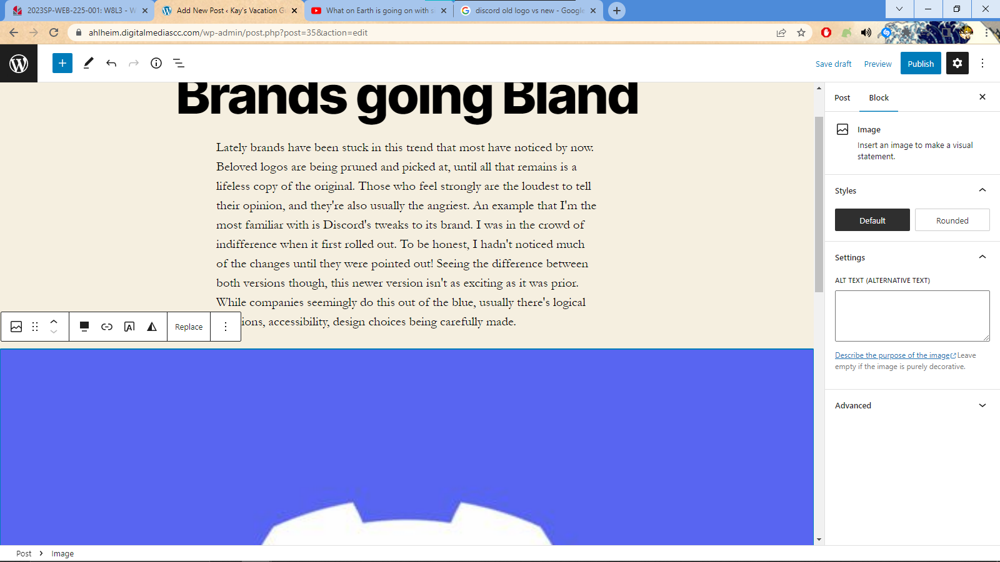 2023SP-WEB-225-001: W8L3 - W
Add New Post ‹ Kay's Vacation G
What on Earth is going on with s
discord old logo vs new - Google
ahlheim.digitalmediascc.com/wp-admin/post.php?post=35&action=edit
Save draft
Preview
Publish
Brands going Bland
Lately brands have been stuck in this trend that most have noticed by now.
Beloved logos are being pruned and picked at, until all that remains is a
lifeless copy of the original. Those who feel strongly are the loudest to tell
their opinion, and they're also usually the angriest. An example that I'm the
most familiar with is Discord's tweaks to its brand. I was in the crowd of
indifference when it first rolled out. To be honest, I hadn't noticed much
of the changes until they were pointed out! Seeing the difference between
both versions though, this newer version isn't as exciting as it was prior.
While companies seemingly do this out of the blue, usually there's logical
ions, accessibility, design choices being carefully made.
Replace
Post
Block
Image
Insert an image to make a visual
statement.
Styles
Default
Rounded
Settings
ALT TEXT (ALTERNATIVE TEXT)
Describe the purpose of the image Leave
empty if the image is purely decorative.
Advanced
Post
Image